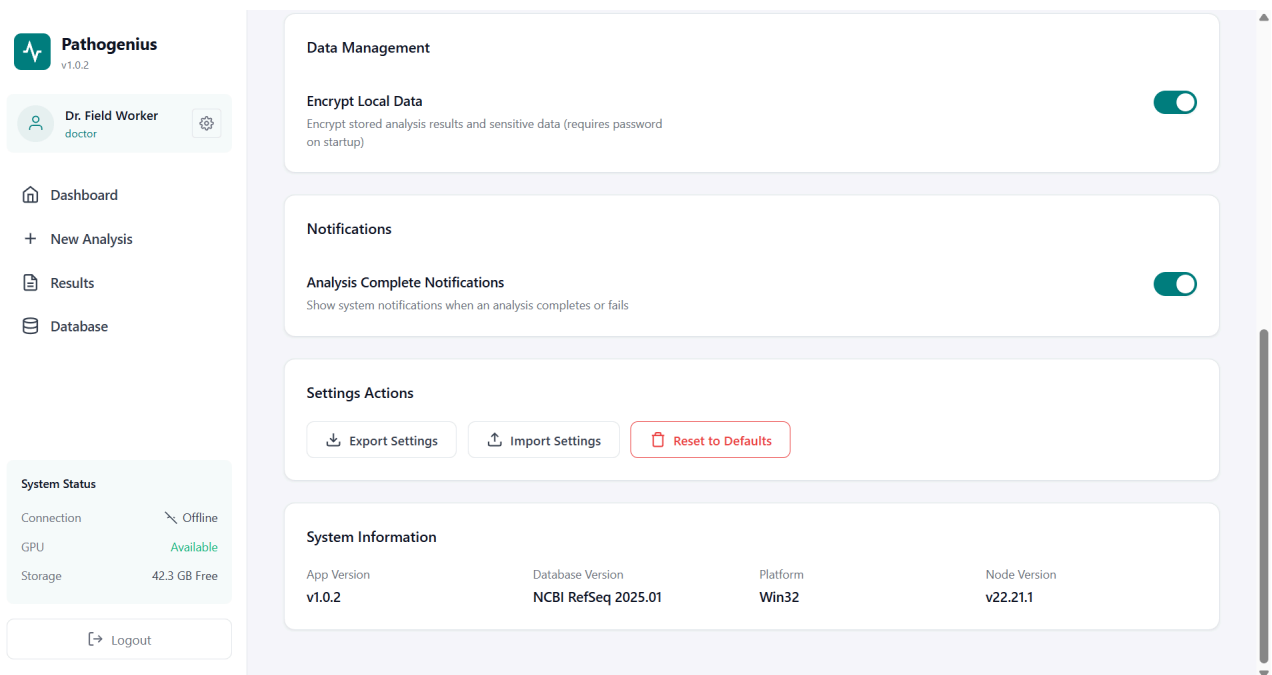 Pathogenius
v1.0.2
Dr. Field Worker
doctor
Dashboard
New Analysis
Results
Database
System Status
Connection Offline
GPU Available
Storage 42.3 GB Free
Logout
Data Management
Encrypt Local Data
Encrypt stored analysis results and sensitive data (requires password
on startup)
Notifications
Analysis Complete Notifications
Show system notifications when an analysis completes or fails
Settings Actions
Export Settings Import Settings Reset to Defaults
System Information
App Version Database Version Platform Node Version
v1.0.2 NCBI RefSeq 2025.01 Win32 v22.21.1